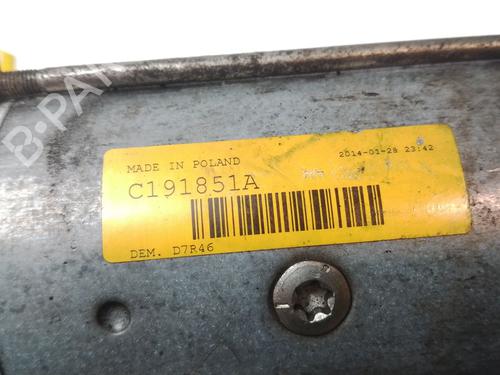 B-PARTS
MADE IN POLAND
2014-01-28 23:42
C191851A
DEM. D7R46